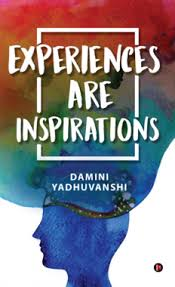 EXPERIENCES
ARE
INSPIRATIONS
DAMINI
YADHUVANSHI